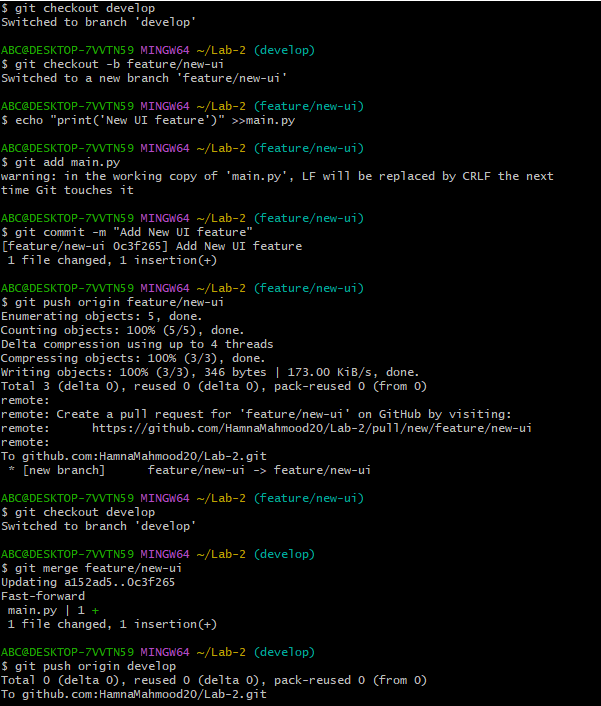 $ git checkout develop
Switched to branch 'develop'
ABC@DESKTOP-7VVTN59 MINGW64 ~/Lab-2 (develop)
$ git checkout -b feature/new-ui
Switched to a new branch 'feature/new-ui'
ABC@DESKTOP-7VVTN59 MINGW64 ~/Lab-2 (feature/new-ui)
$ echo "print('New UI feature')" >>main.py
ABC@DESKTOP-7VVTN59 MINGW64 ~/Lab-2 (feature/new-ui)
$ git add main.py
warning: in the working copy of 'main.py', LF will be replaced by CRLF the next
time Git touches it
ABC@DESKTOP-7VVTN59 MINGW64 ~/Lab-2 (feature/new-ui)
$ git commit -m "Add New UI feature"
[feature/new-ui 0c3f265] Add New UI feature
 1 file changed, 1 insertion(+)
ABC@DESKTOP-7VVTN59 MINGW64 ~/Lab-2 (feature/new-ui)
$ git push origin feature/new-ui
Enumerating objects: 5, done.
Counting objects: 100% (5/5), done.
Delta compression using up to 4 threads
Compressing objects: 100% (3/3), done.
Writing objects: 100% (3/3), 346 bytes | 173.00 KiB/s, done.
Total 3 (delta 0), reused 0 (delta 0), pack-reused 0 (from 0)
remote:
remote: Create a pull request for 'feature/new-ui' on GitHub by visiting:
remote:      https://github.com/HamnaMahmood20/Lab-2/pull/new/feature/new-ui
remote:
To github.com:HamnaMahmood20/Lab-2.git
 * [new branch]      feature/new-ui -> feature/new-ui
ABC@DESKTOP-7VVTN59 MINGW64 ~/Lab-2 (feature/new-ui)
$ git checkout develop
Switched to branch 'develop'
ABC@DESKTOP-7VVTN59 MINGW64 ~/Lab-2 (develop)
$ git merge feature/new-ui
Updating a152ad5..0c3f265
Fast-forward
 main.py | 1 +
 1 file changed, 1 insertion(+)
ABC@DESKTOP-7VVTN59 MINGW64 ~/Lab-2 (develop)
$ git push origin develop
Total 0 (delta 0), reused 0 (delta 0), pack-reused 0 (from 0)
To github.com:HamnaMahmood20/Lab-2.git